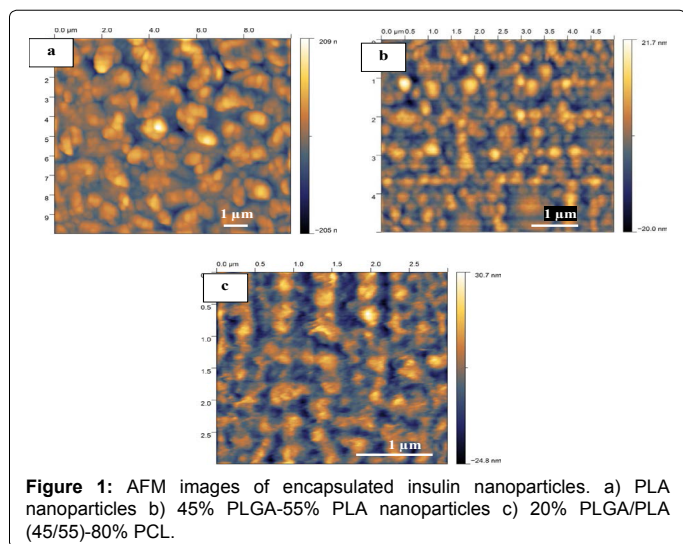 0.0 µm 2.0 4.0 6.0 8.0
a
2
3
4
5
6
7
8
9
1 µm
209 n
−205 n
0.0 µm 0.5 1.0 1.5 2.0 2.5 3.0 3.5 4.0 4.5
b
1
2
3
4
1 µm
21.7 nm
−20.0 nm
0.0 µm 0.5 1.0 1.5 2.0 2.5
c
0.5
1.0
1.5
2.0
2.5
1 µm
−24.8 nm
Figure 1: AFM images of encapsulated insulin nanoparticles. a) PLA
nanoparticles b) 45% PLGA-55% PLA nanoparticles c) 20% PLGA/PLA
(45/55)-80% PCL.